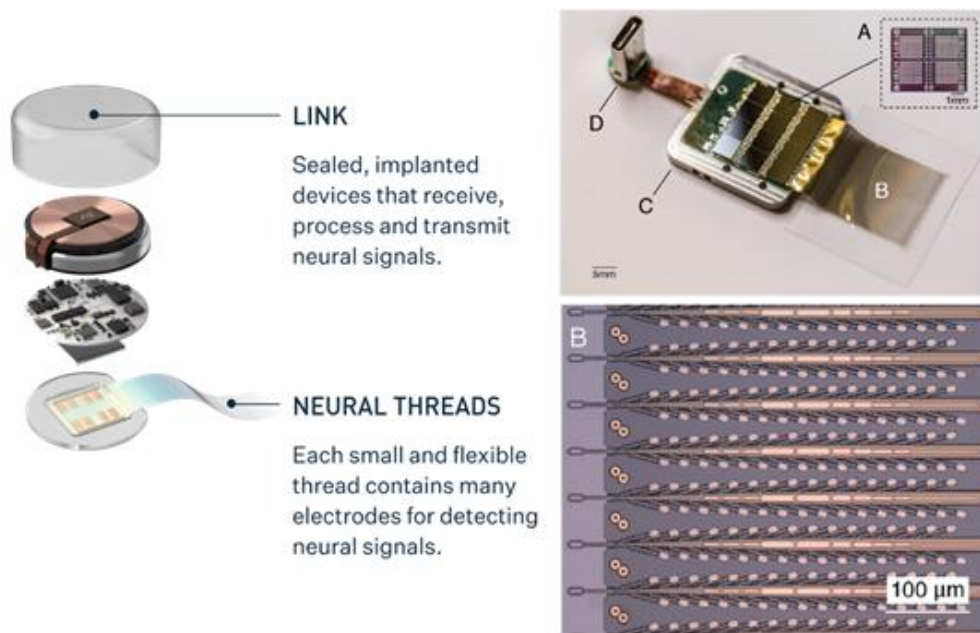 LINK
Sealed, implanted
devices that receive,
process and transmit
neural signals.
NEURAL THREADS
Each small and flexible
thread contains many
electrodes for detecting
neural signals.
A
1mm
D
B
C
5mm
B
100 μm